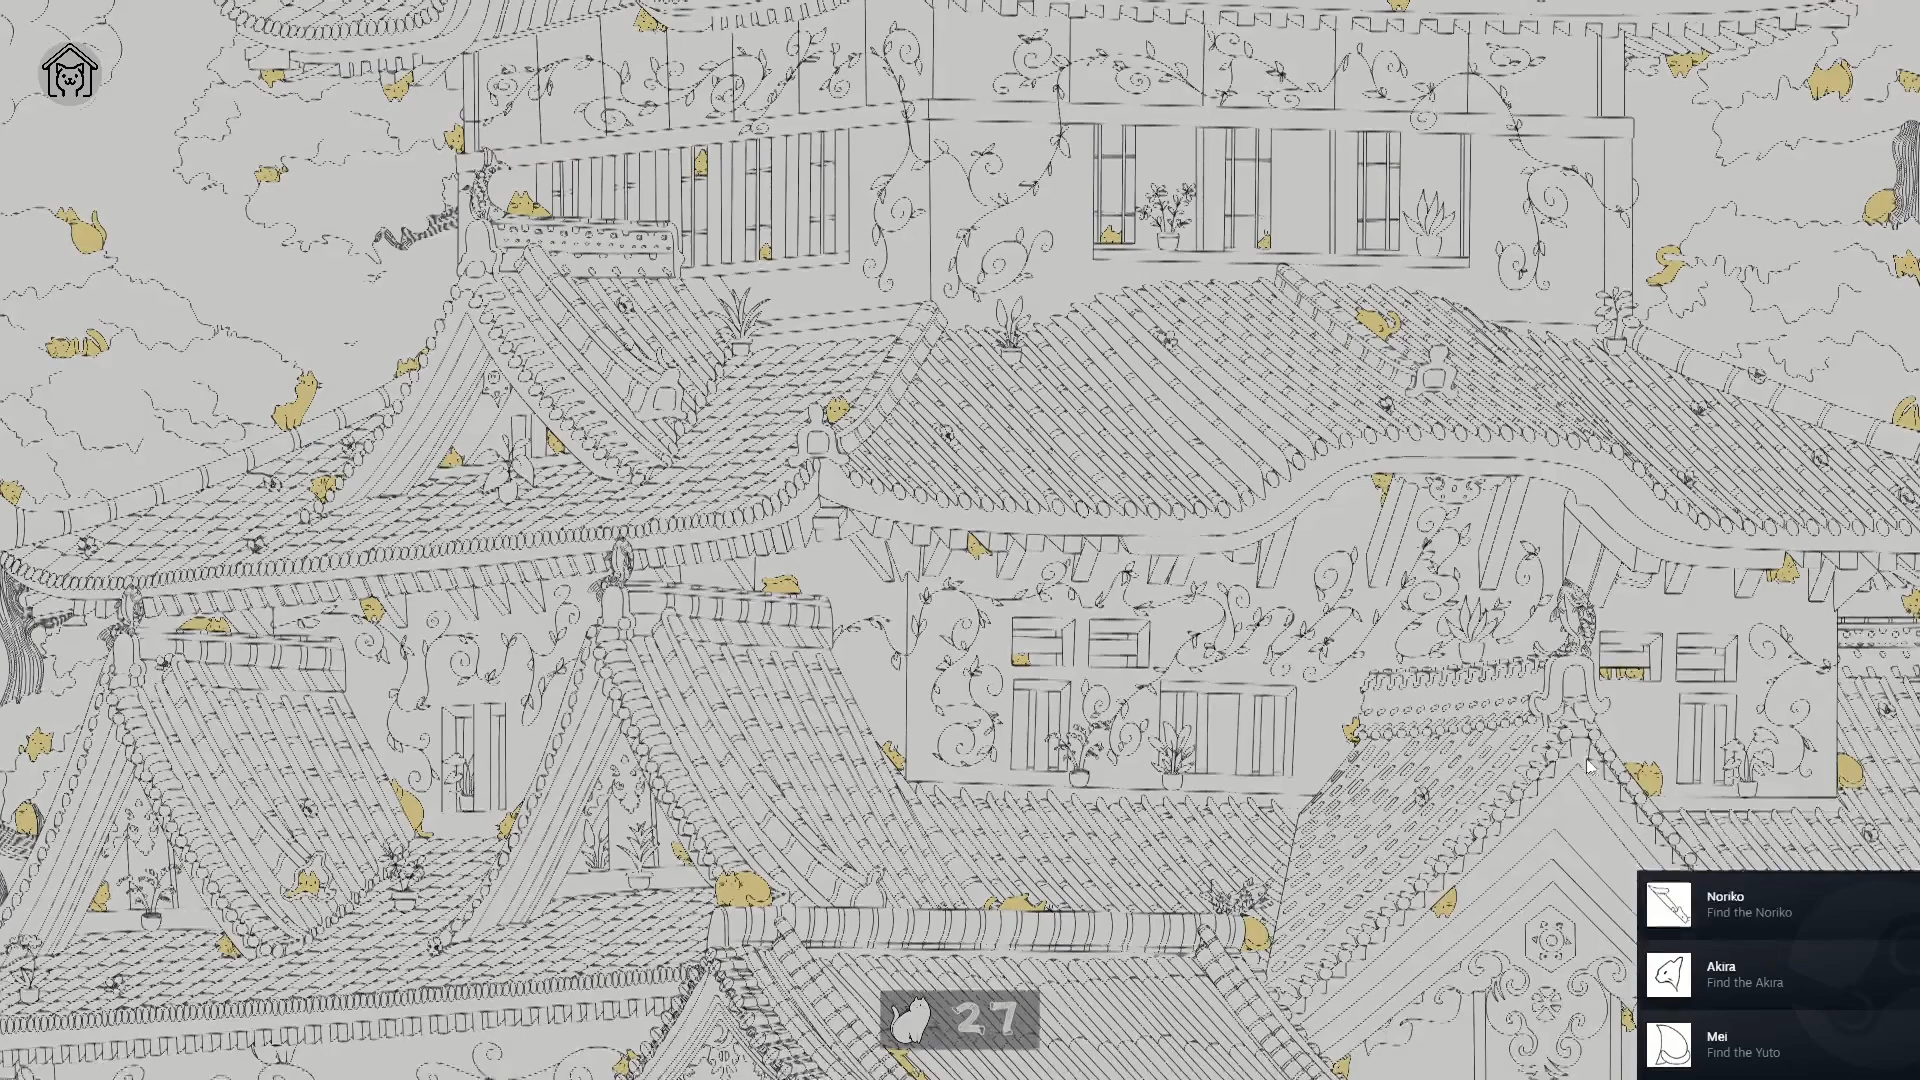 27
Noriko
Find the Noriko
Akira
Find the Akira
Mei
Find the Yuto